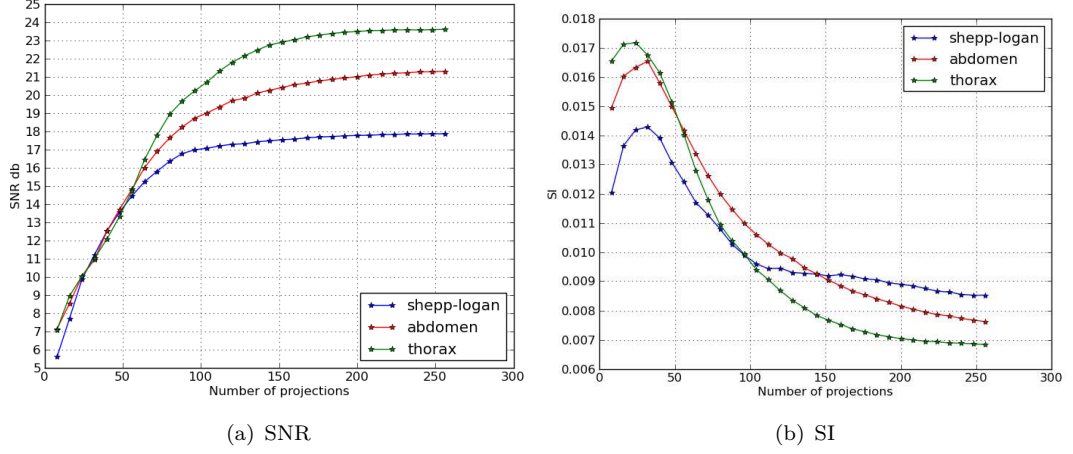 25
24
23
22
21
20
19
18
17
16
15
14
13
12
11
10
9
8
7
6
5
SNR db
0 50 100 150 200 250 300
Number of projections
shepp-logan
abdomen
thorax
(a) SNR
0.018
0.017
0.016
0.015
0.014
0.013
0.012
0.011
0.010
0.009
0.008
0.007
0.006
SI
0 50 100 150 200 250 300
Number of projections
shepp-logan
abdomen
thorax
(b) SI